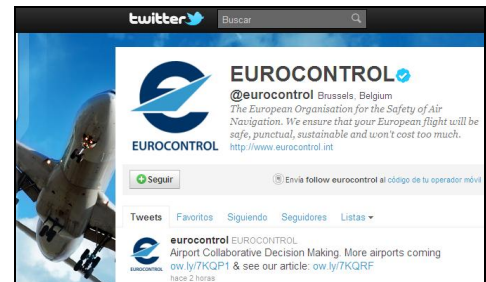 twitter
Buscar
EUROCONTROL
@eurocontrol Brussels, Belgium
The European Organisation for the Safety of Air
Navigation. We ensure that your European flight will be
safe, punctual, sustainable and won't cost too much.
http://www.eurocontrol.int
EUROCONTROL
Seguir
Envía follow eurocontrol al código de tu operador móvil
Tweets Favoritos Siguiendo Seguidores Listas
eurocontrol EUROCONTROL
Airport Collaborative Decision Making. More airports coming
ow.ly/7KQP1 & see our article: ow.ly/7KQRF
hace 2 horas
EUROCONTROL